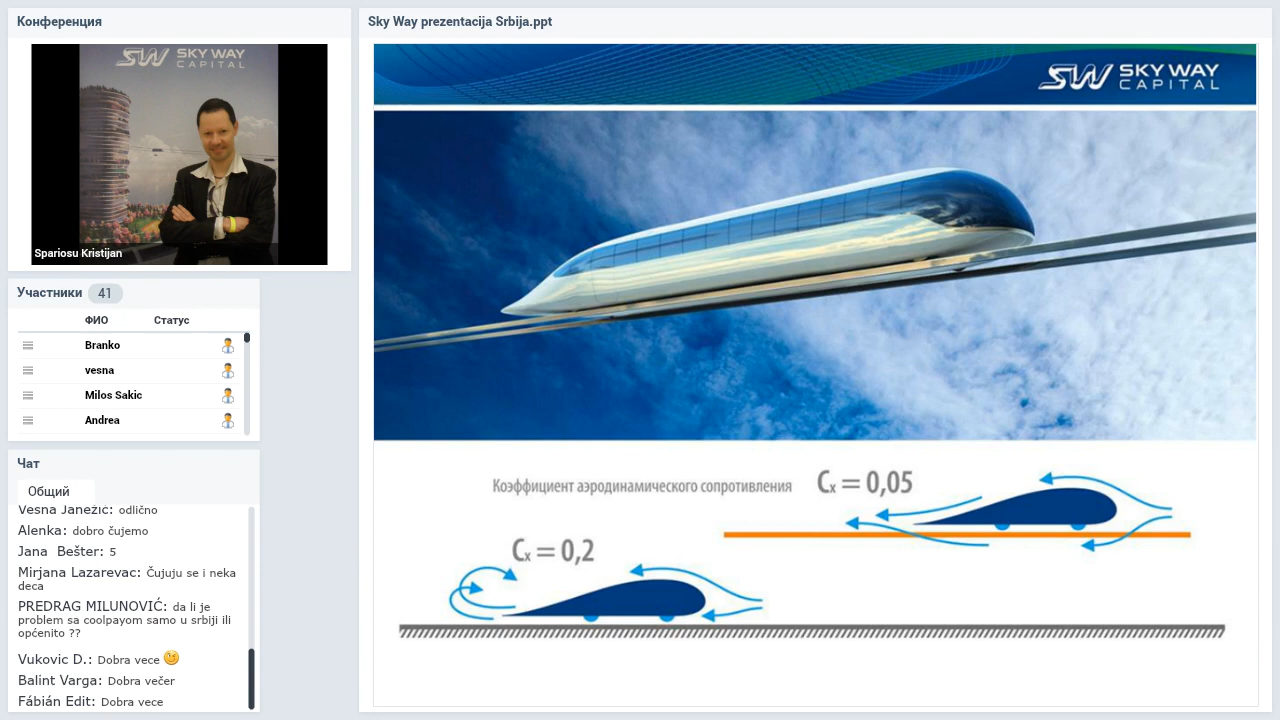 Конференция
SKY WAY
CAPITAL
Spariosu Kristijan
Участники 41
ФИО Статус
Branko
vesna
Milos Sakic
Andrea
Чат
Общий
Vesna Janežič: odlično
Alenka: dobro čujemo
Jana Bešter: 5
Mirjana Lazarevac: Čujuju se i neka
deca
PREDRAG MILUNOVIĆ: da li je
problem sa coolpayom samo u srbiji ili
općenito ??
Vukovic D.: Dobra vece
Balint Varga: Dobra večer
Fábián Edit: Dobra vece
Sky Way prezentacija Srbija.ppt
SW SKY WAY
CAPITAL
Коэффициент аэродинамического сопротивления
Cx = 0,05
Cx = 0,2